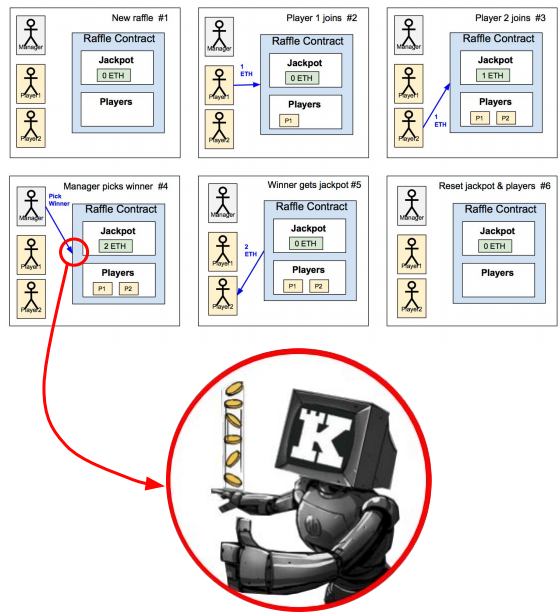 New raffle #1
Manager
Player1
Player2
Raffle Contract
Jackpot
0 ETH
Players
Player 1 joins #2
Manager
Player1
Player2
1
ETH
Raffle Contract
Jackpot
0 ETH
Players
P1
Player 2 joins #3
Manager
Player1
Player2
1
ETH
Raffle Contract
Jackpot
1 ETH
Players
P1 P2
Manager picks winner #4
Manager
Pick
Winner
Player1
Player2
Raffle Contract
Jackpot
2 ETH
Players
P1 P2
Winner gets jackpot #5
Manager
Player1
Player2
2
ETH
Raffle Contract
Jackpot
0 ETH
Players
P1 P2
Reset jackpot & players #6
Manager
Player1
Player2
Raffle Contract
Jackpot
0 ETH
Players
K